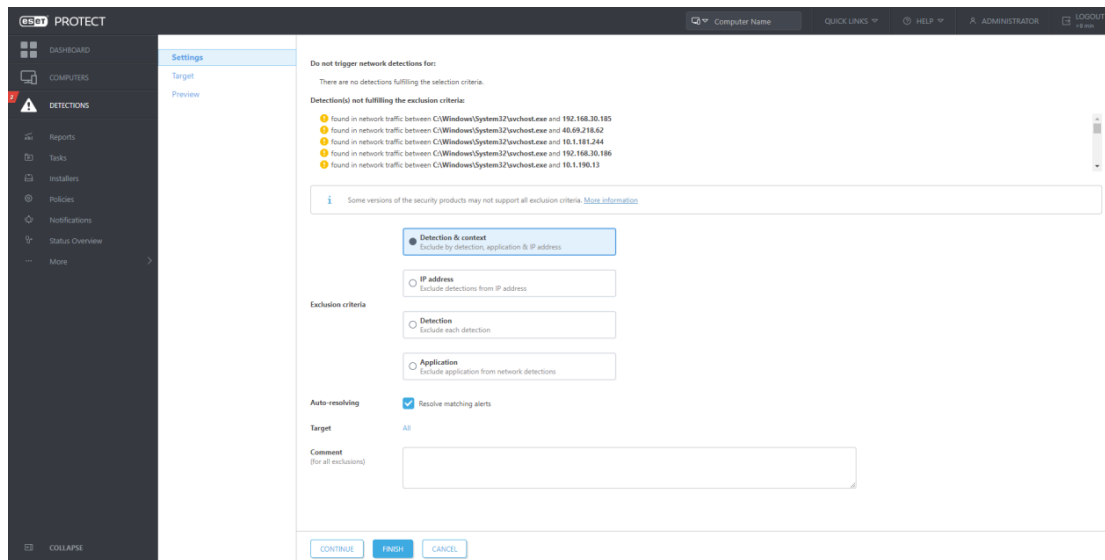 eset PROTECT
Computer Name
QUICK LINKS
HELP
ADMINISTRATOR
LOGOUT
DASHBOARD
COMPUTERS
2
DETECTIONS
Reports
Tasks
Installers
Policies
Notifications
Status Overview
More
COLLAPSE
Settings
Target
Preview
Do not trigger network detections for:
There are no detections fulfilling the selection criteria.
Detection(s) not fulfilling the exclusion criteria:
found in network traffic between C:\Windows\System32\svchost.exe and 192.168.30.185
found in network traffic between C:\Windows\System32\svchost.exe and 40.69.218.62
found in network traffic between C:\Windows\System32\svchost.exe and 10.1.181.244
found in network traffic between C:\Windows\System32\svchost.exe and 192.168.30.186
found in network traffic between C:\Windows\System32\svchost.exe and 10.1.190.13
Some versions of the security products may not support all exclusion criteria. More information
Exclusion criteria
Detection & context
Exclude by detection, application & IP address
IP address
Exclude detections from IP address
Detection
Exclude each detection
Application
Exclude application from network detections
Auto-resolving
Resolve matching alerts
Target
All
Comment
(for all exclusions)
CONTINUE
FINISH
CANCEL